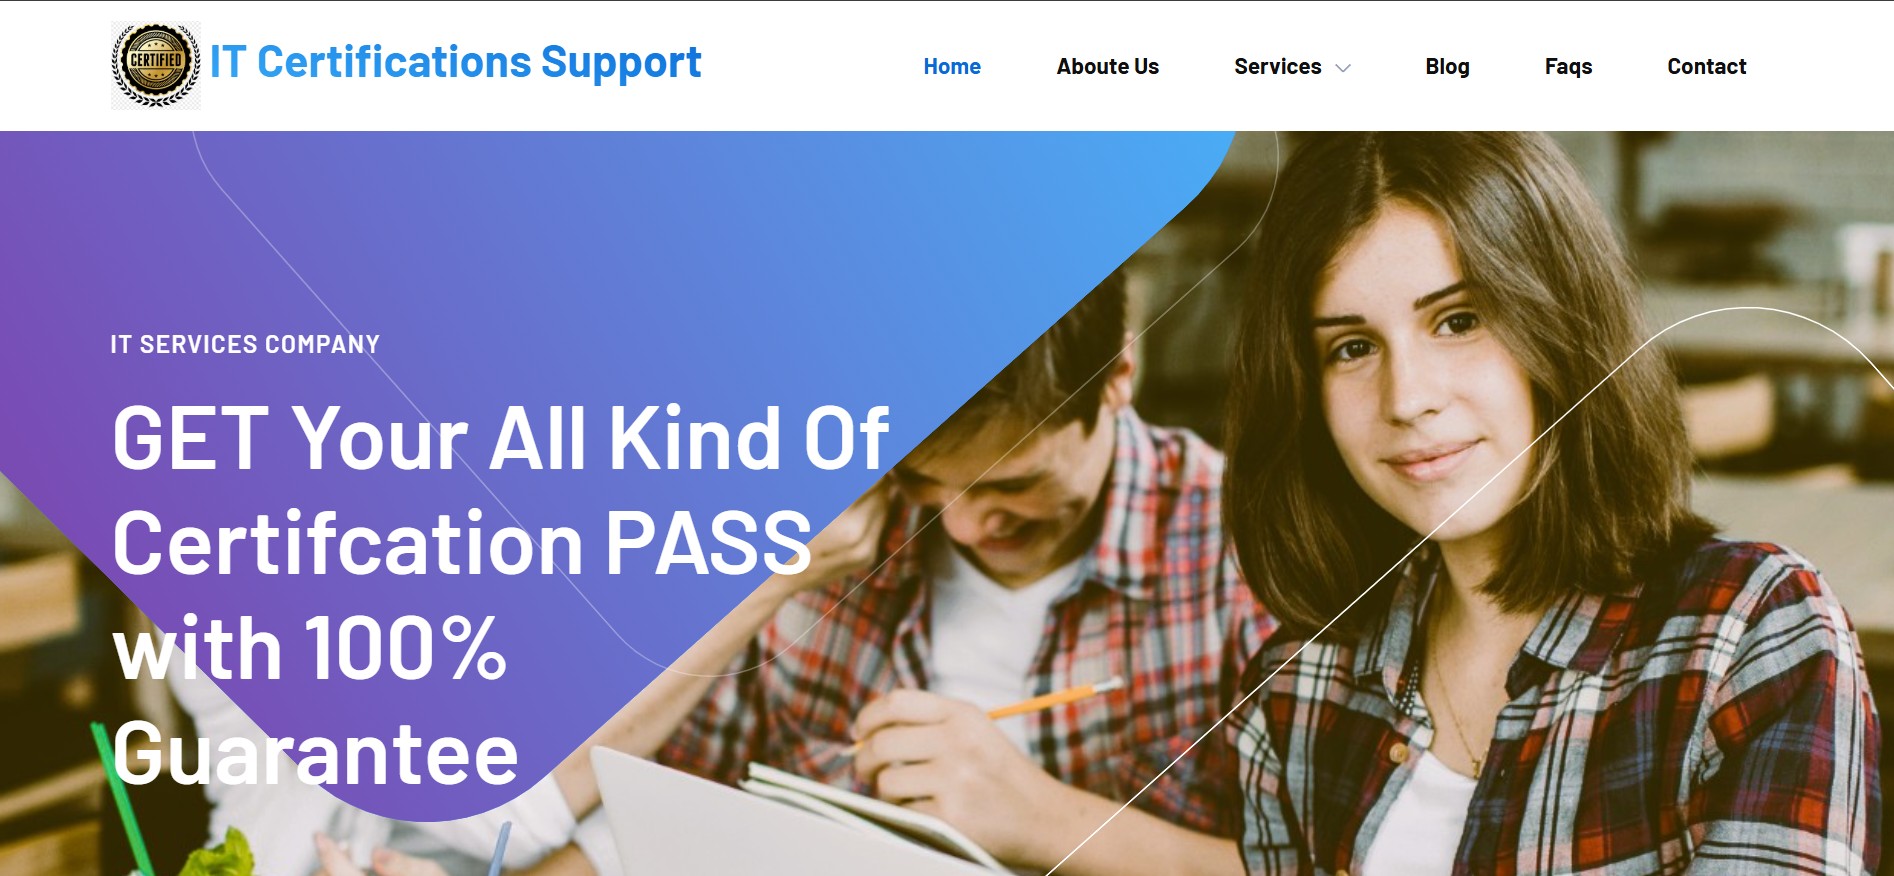 CERTIFIED
IT Certifications Support
Home
Aboute Us
Services
Blog
Faqs
Contact
IT SERVICES COMPANY
GET Your All Kind Of
Certifcation PASS
with 100%
Guarantee